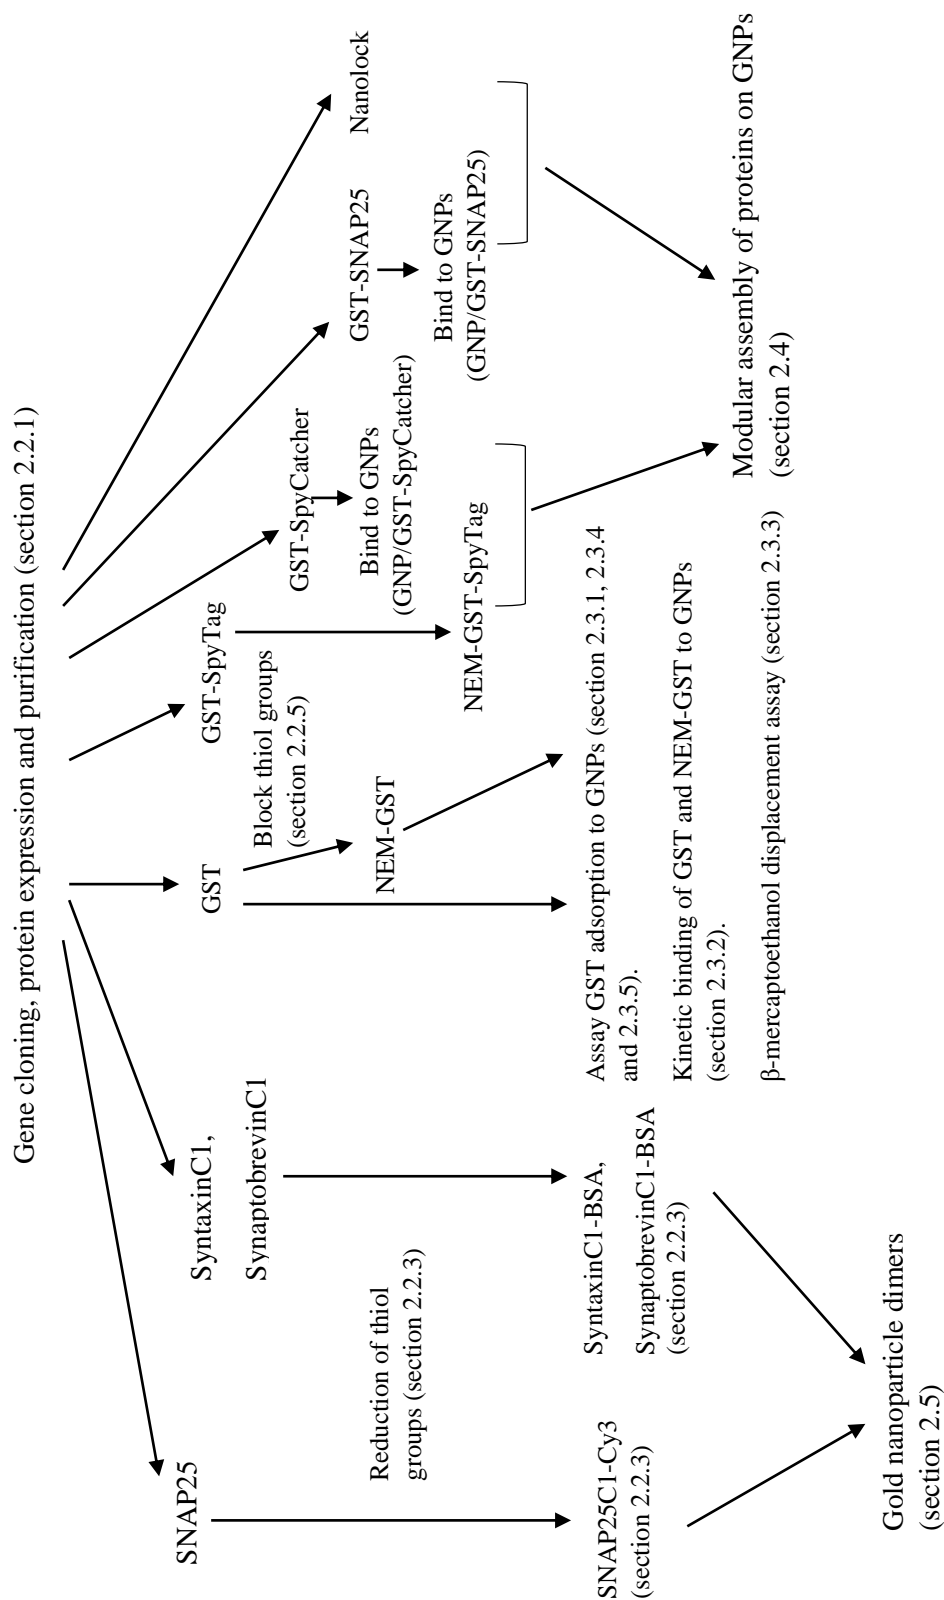 Gene cloning, protein expression and purification (section 2.2.1)
SNAP25
SyntaxinC1,
SynaptobrevinC1
GST
GST-SpyTag
GST-SpyCatcher
GST-SNAP25
Nanolock
Reduction of thiol
groups (section 2.2.3)
Block thiol groups
(section 2.2.5)
NEM-GST
Bind to GNPs
(GNP/GST-SpyCatcher)
Bind to GNPs
(GNP/GST-SNAP25)
NEM-GST-SpyTag
SNAP25C1-Cy3
(section 2.2.3)
SyntaxinC1-BSA,
SynaptobrevinC1-BSA
(section 2.2.3)
Assay GST adsorption to GNPs (section 2.3.1, 2.3.4
and 2.3.5).
Kinetic binding of GST and NEM-GST to GNPs
(section 2.3.2).
β-mercaptoethanol displacement assay (section 2.3.3)
Modular assembly of proteins on GNPs
(section 2.4)
Gold nanoparticle dimers
(section 2.5)